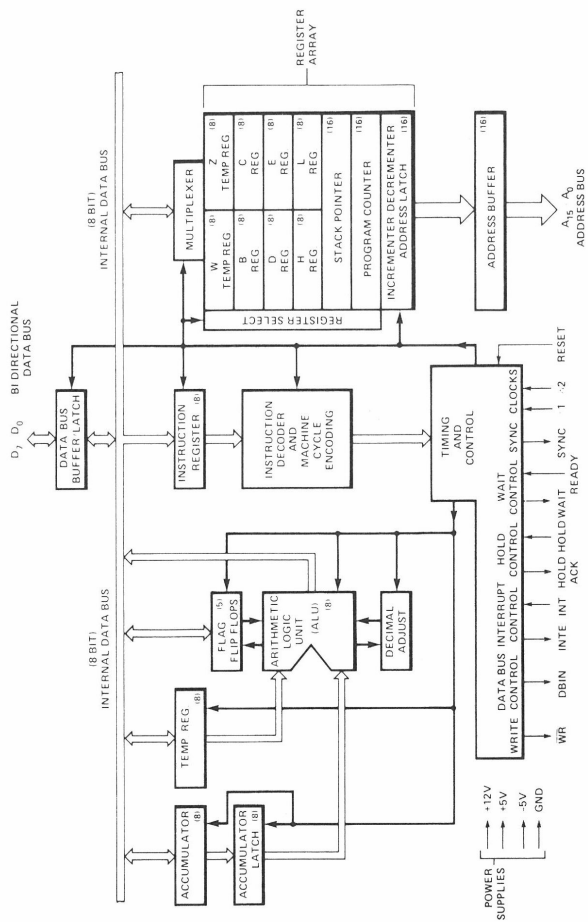 BI DIRECTIONAL
DATA BUS
D7 D0
DATA BUS
BUFFER·LATCH
(8 BIT)
INTERNAL DATA BUS
(8 BIT)
INTERNAL DATA BUS
ACCUMULATOR
(8)
ACCUMULATOR
LATCH
(8)
TEMP REG
(8)
FLAG
FLIP FLOPS
(5)
ARITHMETIC
LOGIC
UNIT
(ALU)
(8)
DECIMAL
ADJUST
INSTRUCTION
REGISTER
(8)
INSTRUCTION
DECODER
AND
MACHINE
CYCLE
ENCODING
MULTIPLEXER
REGISTER SELECT
W
(8)
TEMP REG
Z
(8)
TEMP REG
B
(8)
REG
C
(8)
REG
D
(8)
REG
E
(8)
REG
H
(8)
REG
L
(8)
REG
STACK POINTER
(16)
PROGRAM COUNTER
(16)
INCREMENTER DECREMENTER
ADDRESS LATCH
(16)
REGISTER
ARRAY
ADDRESS BUFFER
(16)
A15 A0
ADDRESS BUS
TIMING
AND
CONTROL
DATA BUS INTERRUPT HOLD WAIT
WRITE CONTROL CONTROL CONTROL CONTROL SYNC CLOCKS
WR DBIN INTE INT HOLD HOLD WAIT SYNC 1 2 RESET
ACK READY
POWER
SUPPLIES
+12V
+5V
-5V
GND